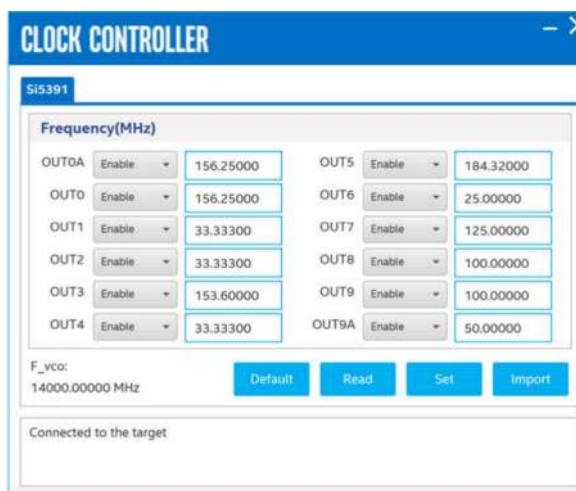 CLOCK CONTROLLER
Si5391
Frequency(MHz)
OUT0A Enable 156.25000 OUT5 Enable 184.32000
OUT0 Enable 156.25000 OUT6 Enable 25.00000
OUT1 Enable 33.33300 OUT7 Enable 125.00000
OUT2 Enable 33.33300 OUT8 Enable 100.00000
OUT3 Enable 153.60000 OUT9 Enable 100.00000
OUT4 Enable 33.33300 OUT9A Enable 50.00000
F_vco:
14000.00000 MHz
Default Read Set Import
Connected to the target